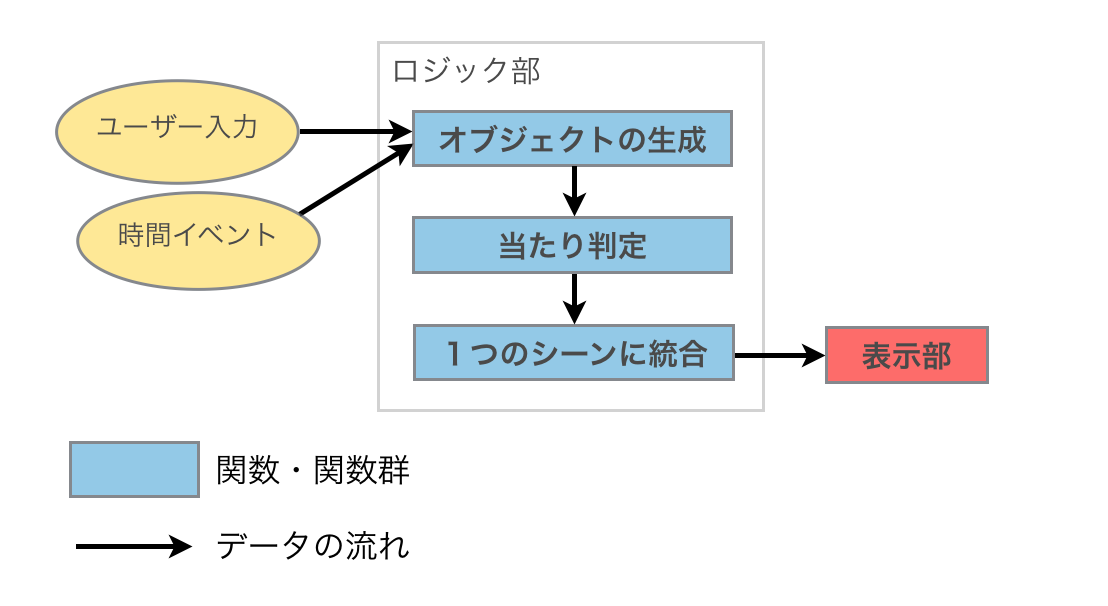 ロジック部
ユーザー入力
オブジェクトの生成
時間イベント
当たり判定
１つのシーンに統合
表示部
関数・関数群
データの流れ